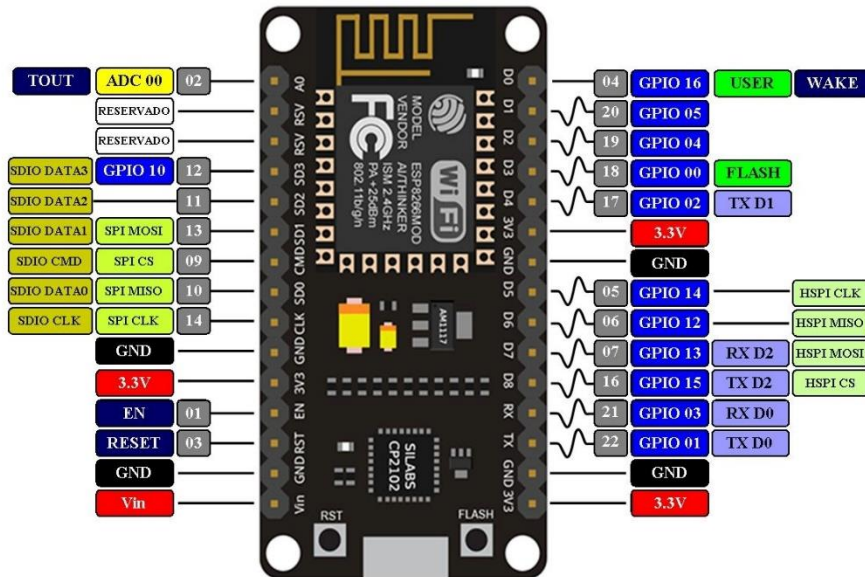 TOUT ADC 00 02 A0 D0 04 GPIO 16 USER WAKE
RESERVADO RSV D1 20 GPIO 05
RESERVADO RSV D2 19 GPIO 04
SDIO DATA3 GPIO 10 12 SD3 D3 18 GPIO 00 FLASH
SDIO DATA2 11 SD2 D4 17 GPIO 02 TX D1
SDIO DATA1 SPI MOSI 13 SD1 3V3 3.3V
SDIO CMD SPI CS 09 CMD GND GND
SDIO DATA0 SPI MISO 10 SD0 D5 05 GPIO 14 HSPI CLK
SDIO CLK SPI CLK 14 CLK D6 06 GPIO 12 HSPI MISO
GND GND D7 07 GPIO 13 RX D2 HSPI MOSI
3.3V 3V3 D8 16 GPIO 15 TX D2 HSPI CS
EN 01 EN RX 21 GPIO 03 RX D0
RESET 03 RST TX 22 GPIO 01 TX D0
GND GND GND GND
Vin Vin 3V3 3.3V
MODEL
VENDOR
ESP8266MOD
AI/THINKER
ISM 2.4GHz
PA +25dBm
802.11b/g/n
FC
Wi Fi
AM1117
SILABS
CP2102
RST
FLASH